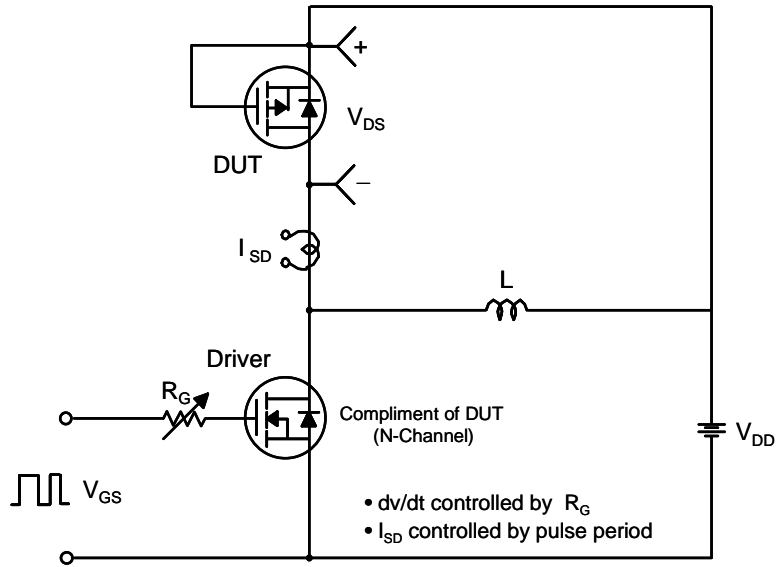 +
V_DS
DUT
−
I_SD
L
Driver
R_G
Compliment of DUT
(N-Channel)
V_DD
V_GS
• dv/dt controlled by R_G
• I_SD controlled by pulse period